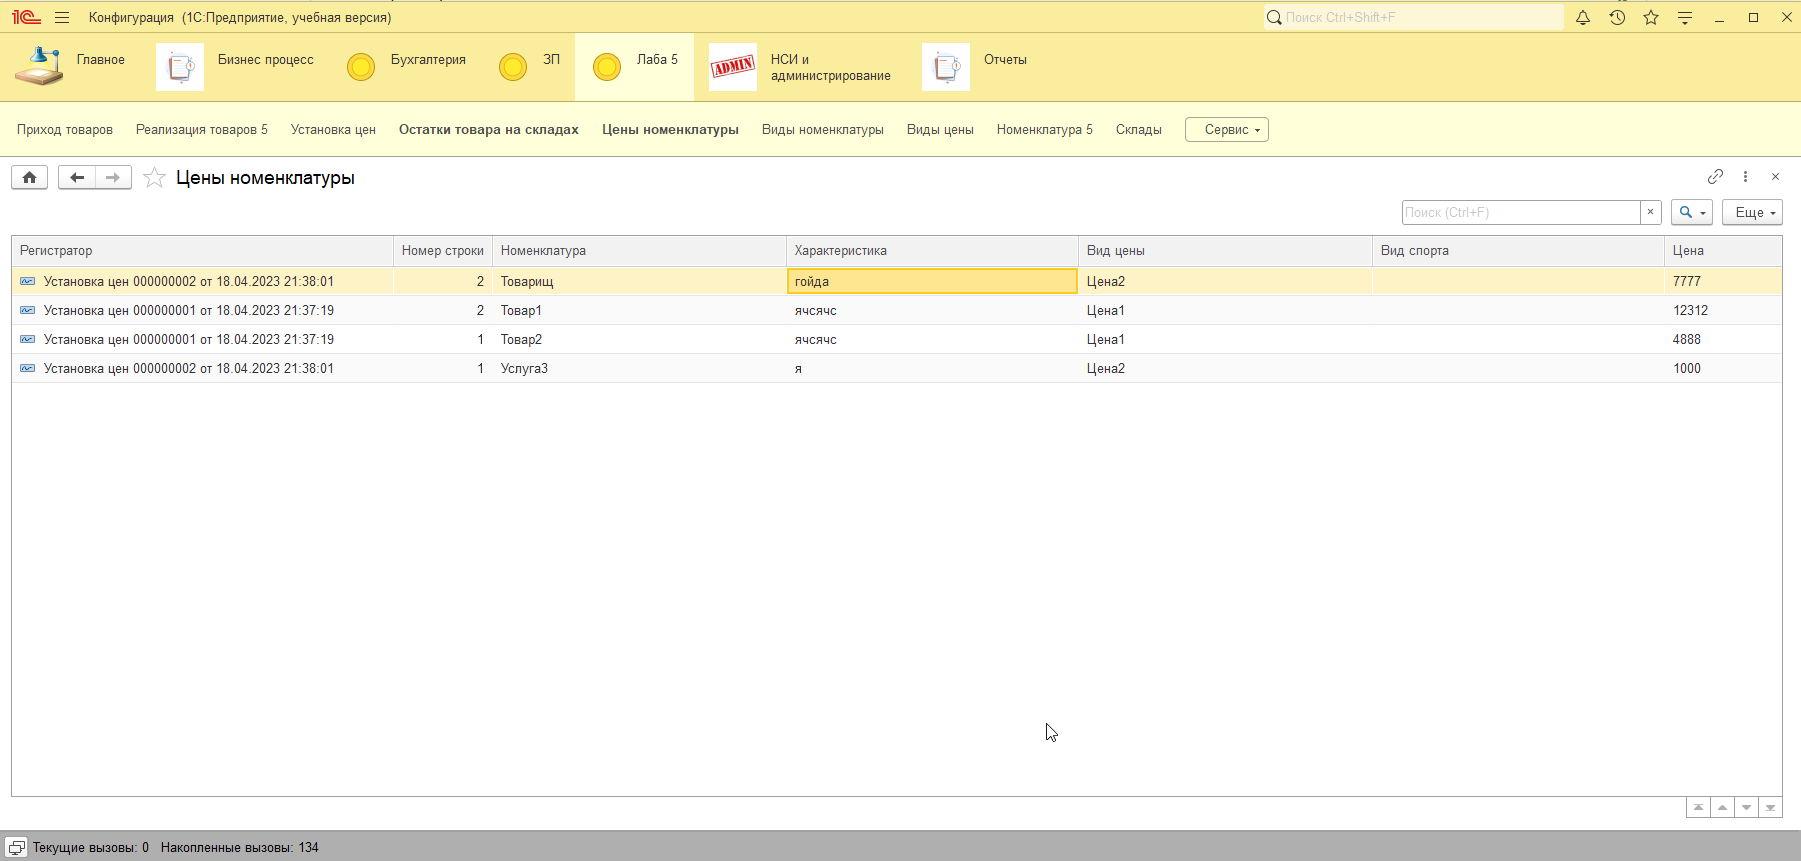 1С Конфигурация (1С:Предприятие, учебная версия) Поиск Ctrl+Shift+F
Главное Бизнес процесс Бухгалтерия ЗП Лаба 5 ADMIN НСИ и администрирование Отчеты
Приход товаров Реализация товаров 5 Установка цен Остатки товара на складах Цены номенклатуры Виды номенклатуры Виды цены Номенклатура 5 Склады Сервис
Цены номенклатуры
Поиск (Ctrl+F) × Еще
Регистратор Номер строки Номенклатура Характеристика Вид цены Вид спорта Цена
Установка цен 000000002 от 18.04.2023 21:38:01 2 Товарищ гойда Цена2 7777
Установка цен 000000001 от 18.04.2023 21:37:19 2 Товар1 ячсячс Цена1 12312
Установка цен 000000001 от 18.04.2023 21:37:19 1 Товар2 ячсячс Цена1 4888
Установка цен 000000002 от 18.04.2023 21:38:01 1 Услуга3 я Цена2 1000
Текущие вызовы: 0 Накопленные вызовы: 134